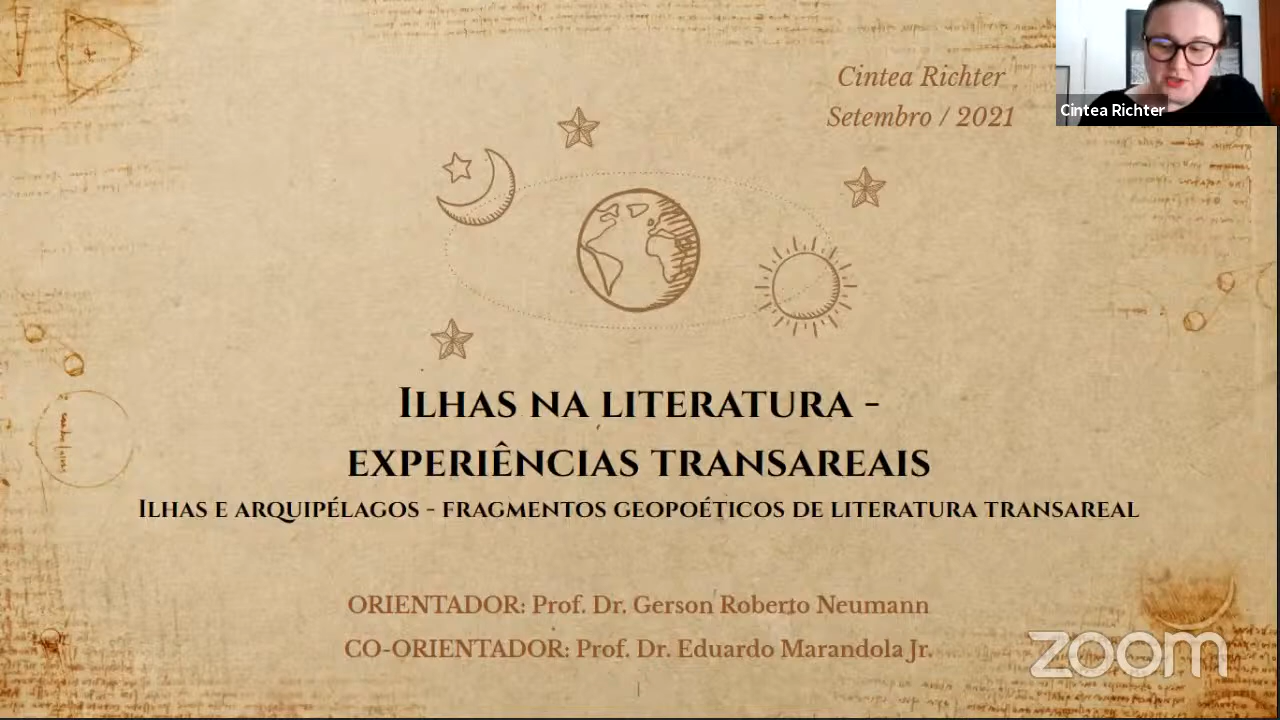 Cintea Richter
Setembro / 2021
Cintea Richter
Ilhas na literatura -
experiências transareais
Ilhas e arquipélagos - fragmentos geopoéticos de literatura transareal
ORIENTADOR: Prof. Dr. Gerson Roberto Neumann
CO-ORIENTADOR: Prof. Dr. Eduardo Marandola Jr.
zoom